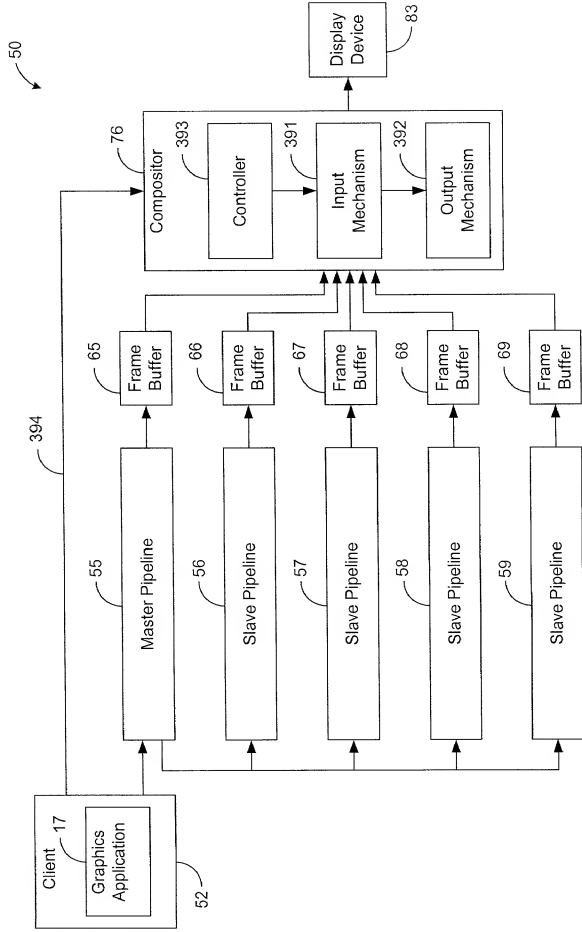 50
394
Client
17
Graphics
Application
52
55
Master Pipeline
65
Frame
Buffer
56
Slave Pipeline
66
Frame
Buffer
57
Slave Pipeline
67
Frame
Buffer
58
Slave Pipeline
68
Frame
Buffer
59
Slave Pipeline
69
Frame
Buffer
76
Compositor
393
Controller
391
Input
Mechanism
392
Output
Mechanism
83
Display
Device